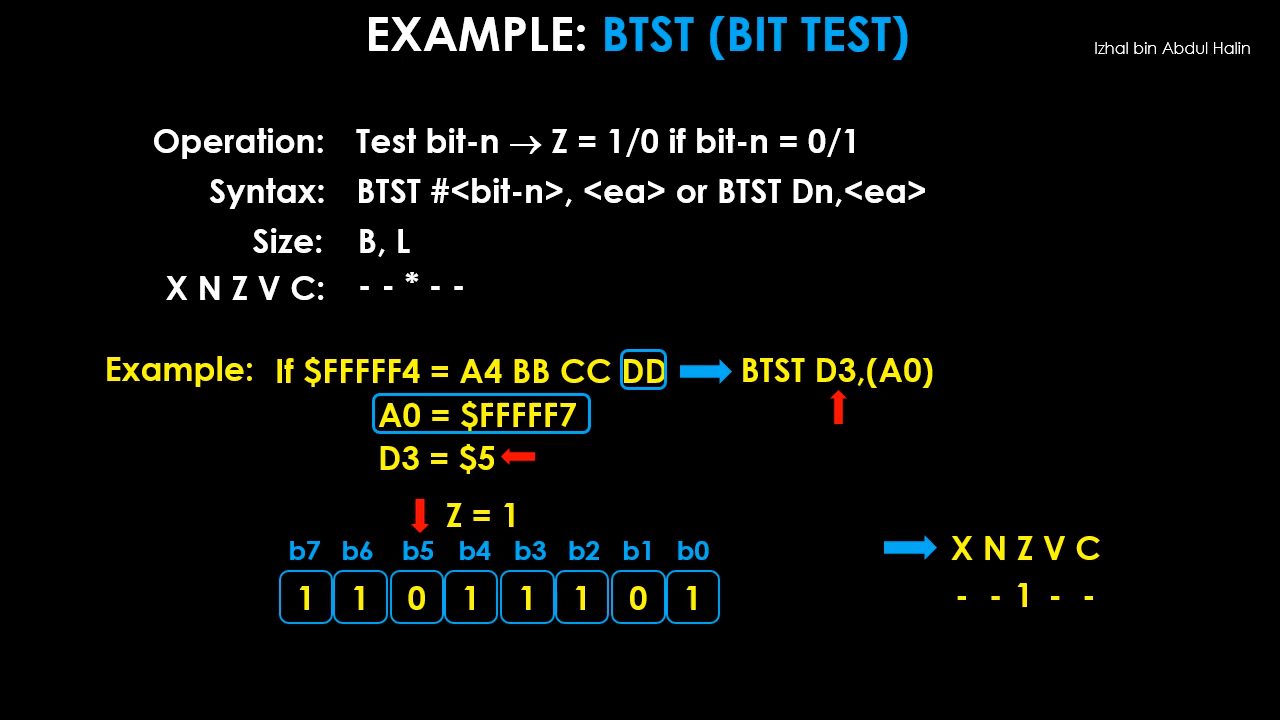 EXAMPLE: BTST (BIT TEST)
Izhal bin Abdul Halin
Operation: Test bit-n → Z = 1/0 if bit-n = 0/1
Syntax: BTST #<bit-n>, <ea> or BTST Dn,<ea>
Size: B, L
X N Z V C: - - * - -
Example: If $FFFFF4 = A4 BB CC DD BTST D3,(A0)
A0 = $FFFFF7
D3 = $5
Z = 1
b7 b6 b5 b4 b3 b2 b1 b0
1 1 0 1 1 1 0 1
X N Z V C
- - 1 - -